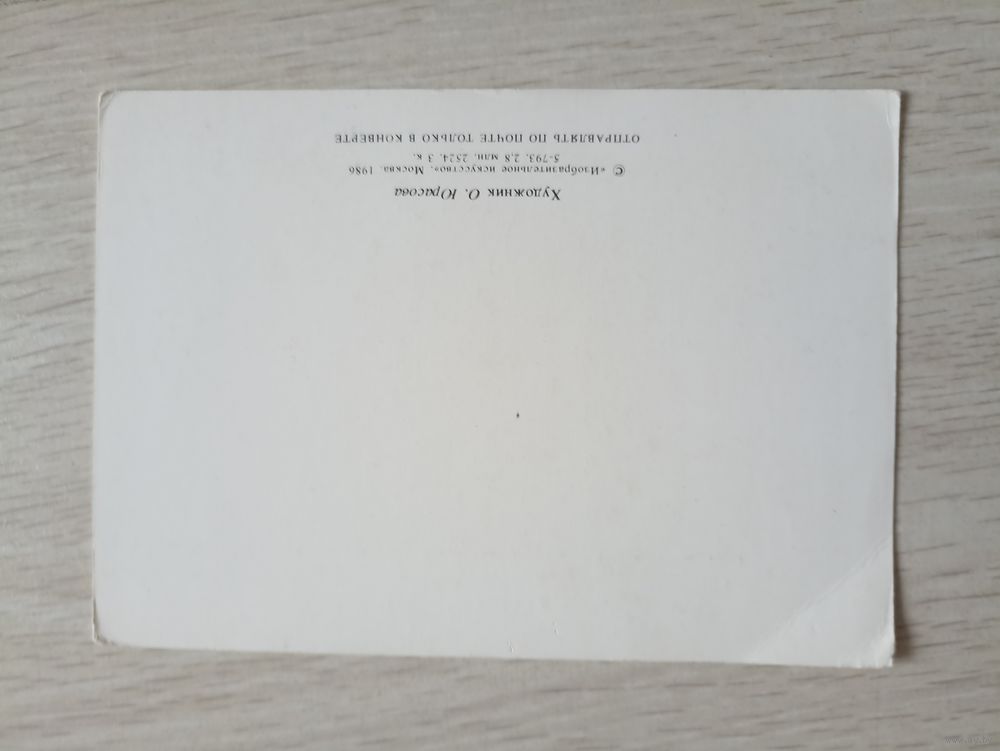 Художник О. Юрасова
© «Изобразительное искусство». Москва. 1986
5-793. 2,8 млн. 2524. 3 к.
ОТПРАВЛЯТЬ ПО ПОЧТЕ ТОЛЬКО В КОНВЕРТЕ